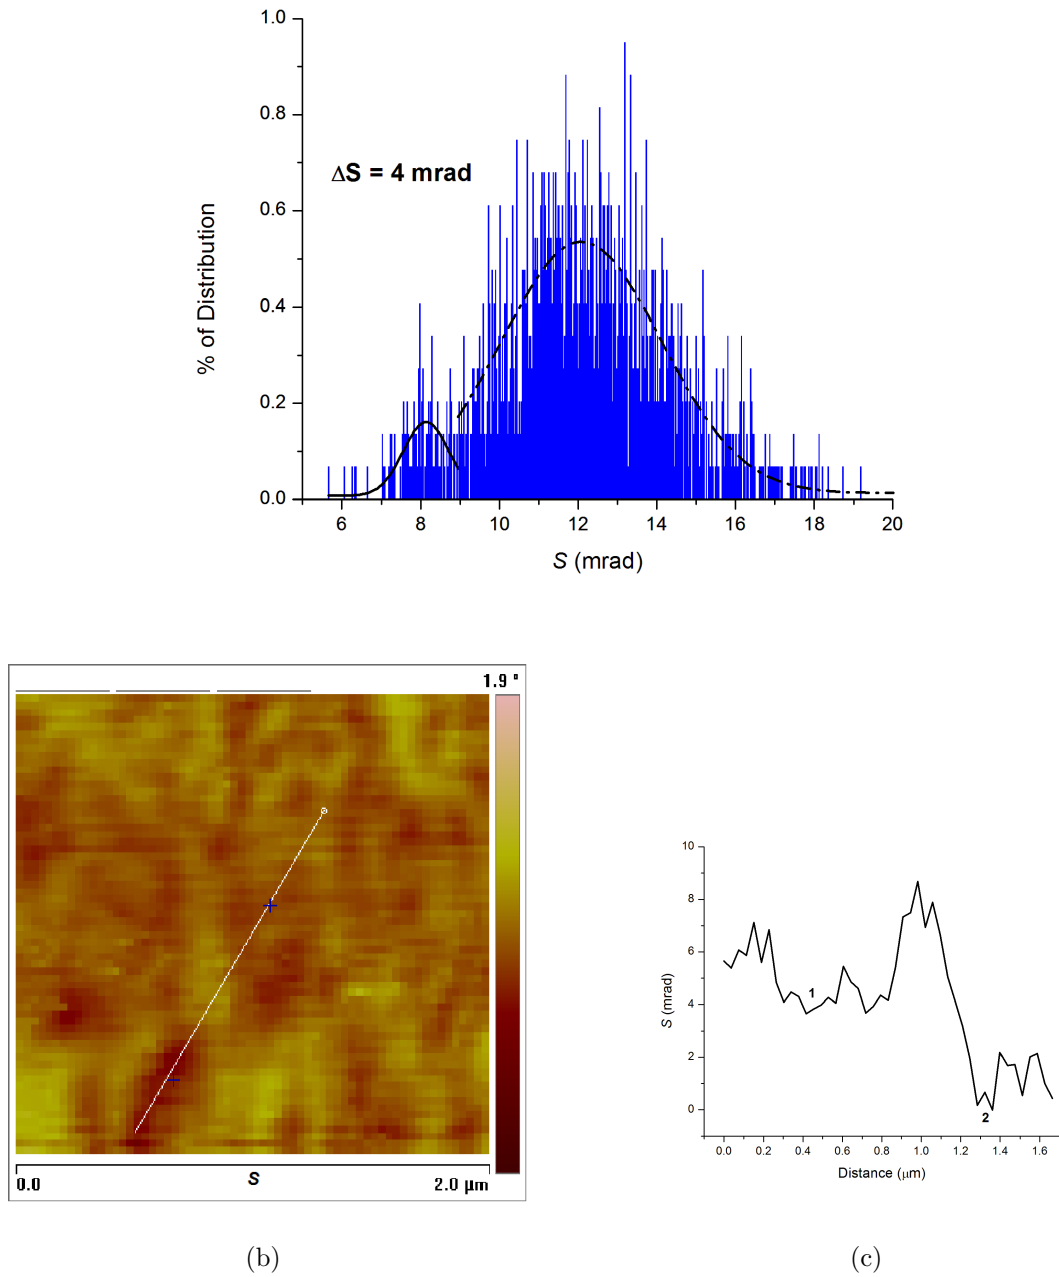 1.0
0.8
ΔS = 4 mrad
0.6
0.4
0.2
0.0
% of Distribution
6 8 10 12 14 16 18 20
S (mrad)
1.9 °
0.0 S 2.0 μm
(b)
10
8
6
4
2
0
S (mrad)
1
2
0.0 0.2 0.4 0.6 0.8 1.0 1.2 1.4 1.6
Distance (μm)
(c)